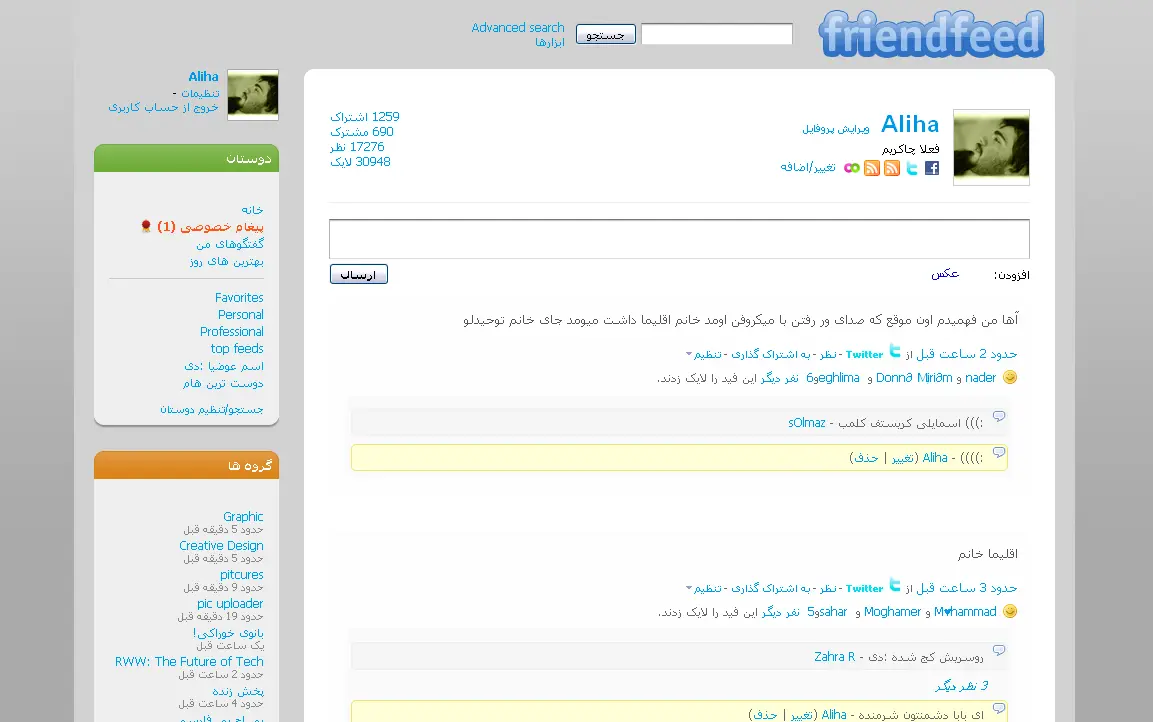 friendfeed
جستجو
Advanced search
ابزارها
Aliha
تنظیمات -
خروج از حساب کاربری
Aliha ویرایش پروفایل
فعلا چاکریم
تغییر/اضافه
1259 اشتراک
690 مشترک
17276 نظر
30948 لایک
افزودن:
عکس
ارسال
آها من فهمیدم اون موقع که صدای ور رفتن با میکروفن اومد خانم اقلیما داشت میومد جای خانم توحیدلو
حدود 2 ساعت قبل از Twitter - نظر - به اشتراک گذاری - تنظیم
nader و Donna Miriam و eghlimaو6 نفر دیگر این فید را لایک زدند.
:))) اسمایلی کریستف کلمب - sOlmaz
:)))) - Aliha (تغییر | حذف)
اقلیما خانم
حدود 3 ساعت قبل از Twitter - نظر - به اشتراک گذاری - تنظیم
M♥hammad و Moghamer و saharو5 نفر دیگر این فید را لایک زدند.
روسریش کج شده :دی - Zahra R
3 نظر دیگر
ای بابا دشمنتون شرمنده - Aliha (تغییر | حذف)
دوستان
خانه
پیغام خصوصی (1)
گفتگوهای من
بهترین های روز
Favorites
Personal
Professional
top feeds
اسم عوضیا :دی
دوست ترین هام
جستجو/تنظیم دوستان
گروه ها
Graphic
حدود 5 دقیقه قبل
Creative Design
حدود 5 دقیقه قبل
pitcures
حدود 9 دقیقه قبل
pic uploader
حدود 19 دقیقه قبل
بانوی خوراکی!
یک ساعت قبل
RWW: The Future of Tech
حدود 2 ساعت قبل
پخش زنده
حدود 4 ساعت قبل